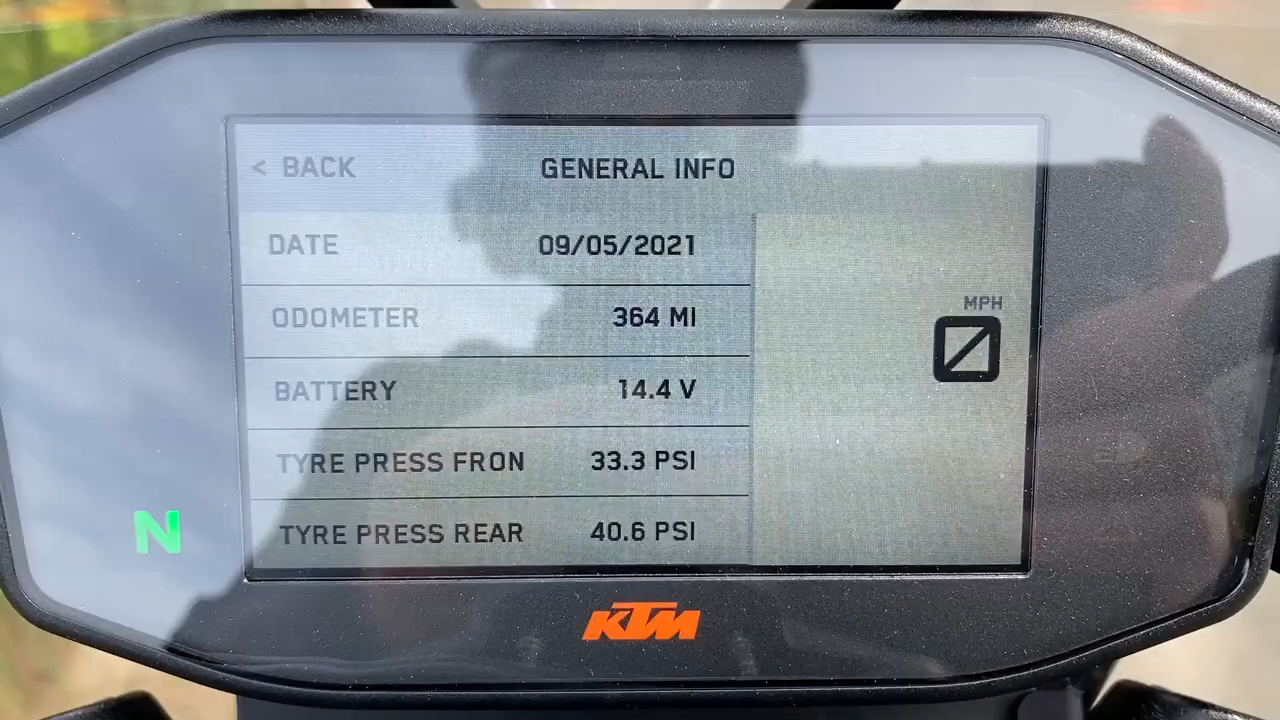 < BACK GENERAL INFO
DATE 09/05/2021
ODOMETER 364 MI
MPH
0
BATTERY 14.4 V
TYRE PRESS FRON 33.3 PSI
TYRE PRESS REAR 40.6 PSI
N
KTM